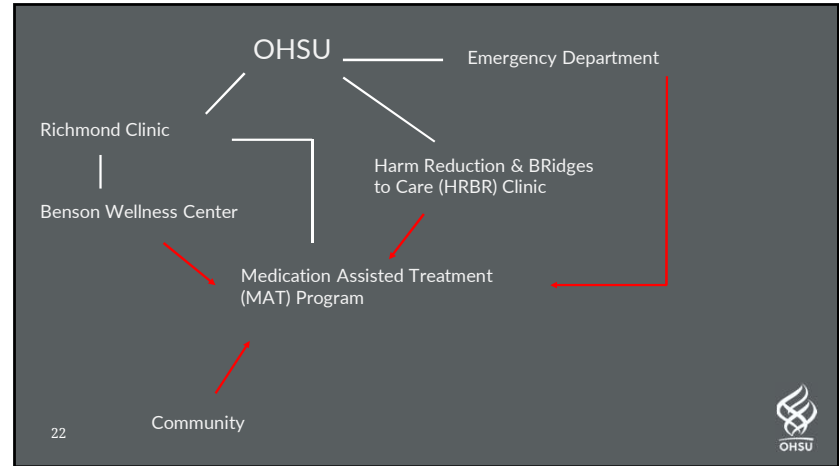 OHSU
Emergency Department
Richmond Clinic
Harm Reduction & BRidges
to Care (HRBR) Clinic
Benson Wellness Center
Medication Assisted Treatment
(MAT) Program
Community
22
OHSU